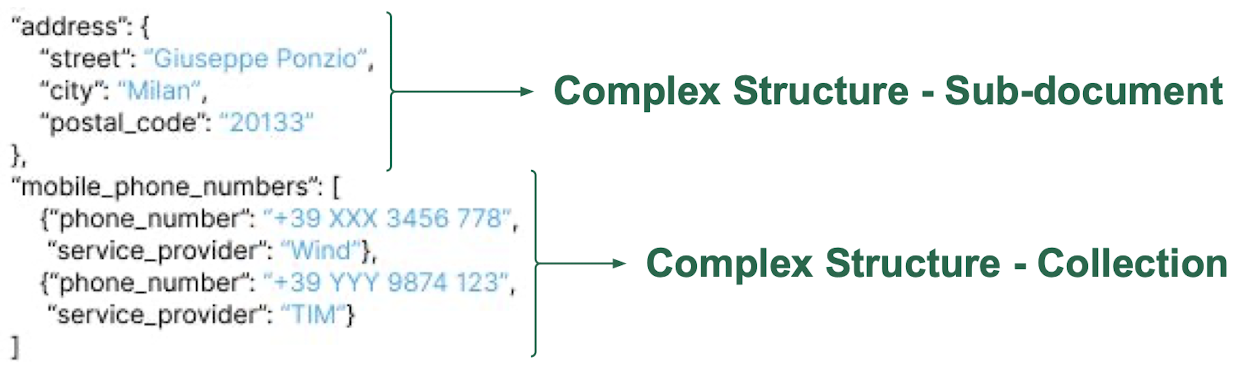 “address”: {
“street”: “Giuseppe Ponzio”,
“city”: “Milan”,
“postal_code”: “20133”
},
“mobile_phone_numbers”: [
{“phone_number”: “+39 XXX 3456 778”,
“service_provider”: “Wind”},
{“phone_number”: “+39 YYY 9874 123”,
“service_provider”: “TIM”}
]
Complex Structure - Sub-document
Complex Structure - Collection